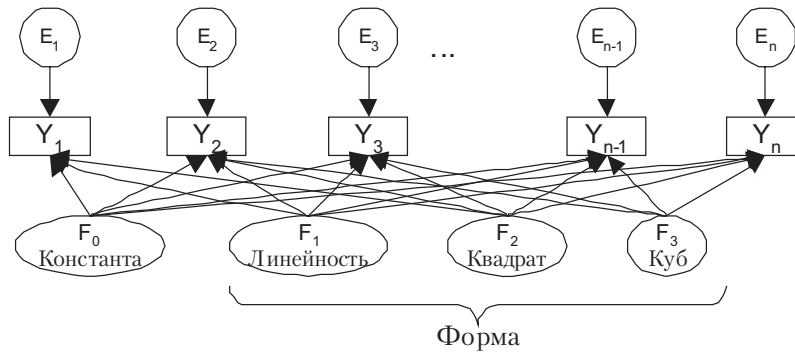 E1 E2 E3 ... En-1 En
Y1 Y2 Y3 Yn-1 Yn
F0 F1 F2 F3
Константа Линейность Квадрат Куб
Форма